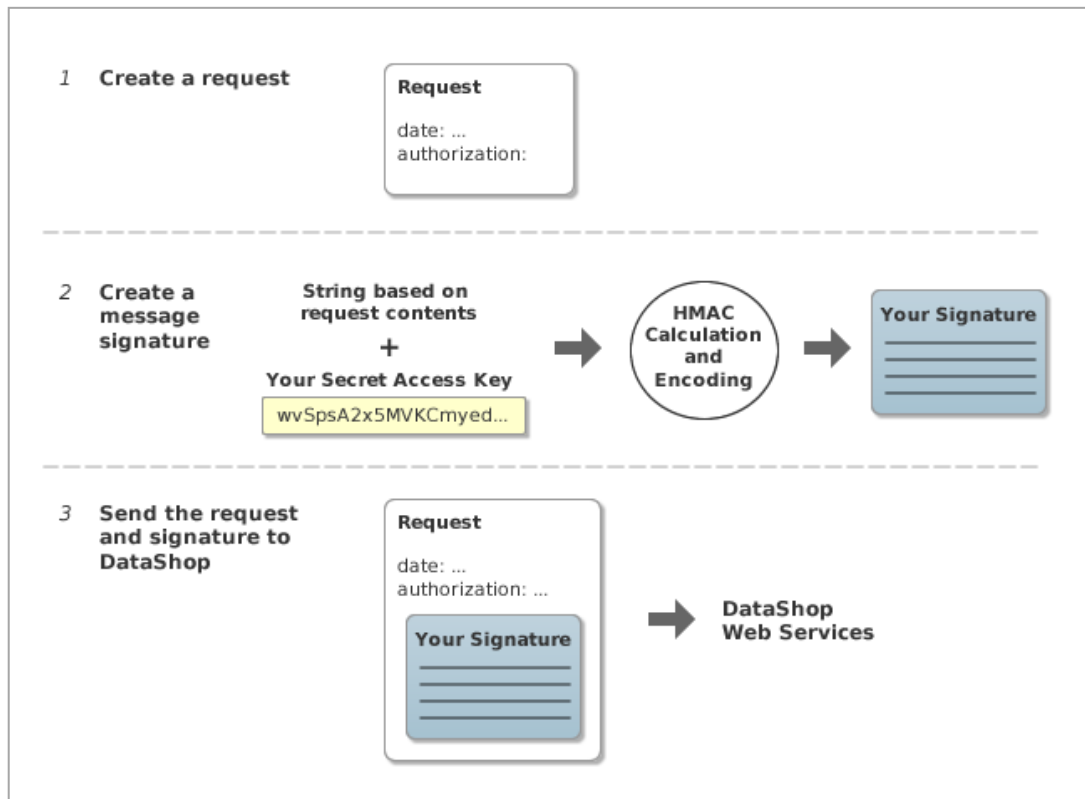 1 Create a request
Request
date: ...
authorization:
2 Create a
message
signature
String based on
request contents
+
Your Secret Access Key
wvSpsA2x5MVKCmyed...
HMAC
Calculation
and
Encoding
Your Signature
3 Send the request
and signature to
DataShop
Request
date: ...
authorization: ...
Your Signature
DataShop
Web Services